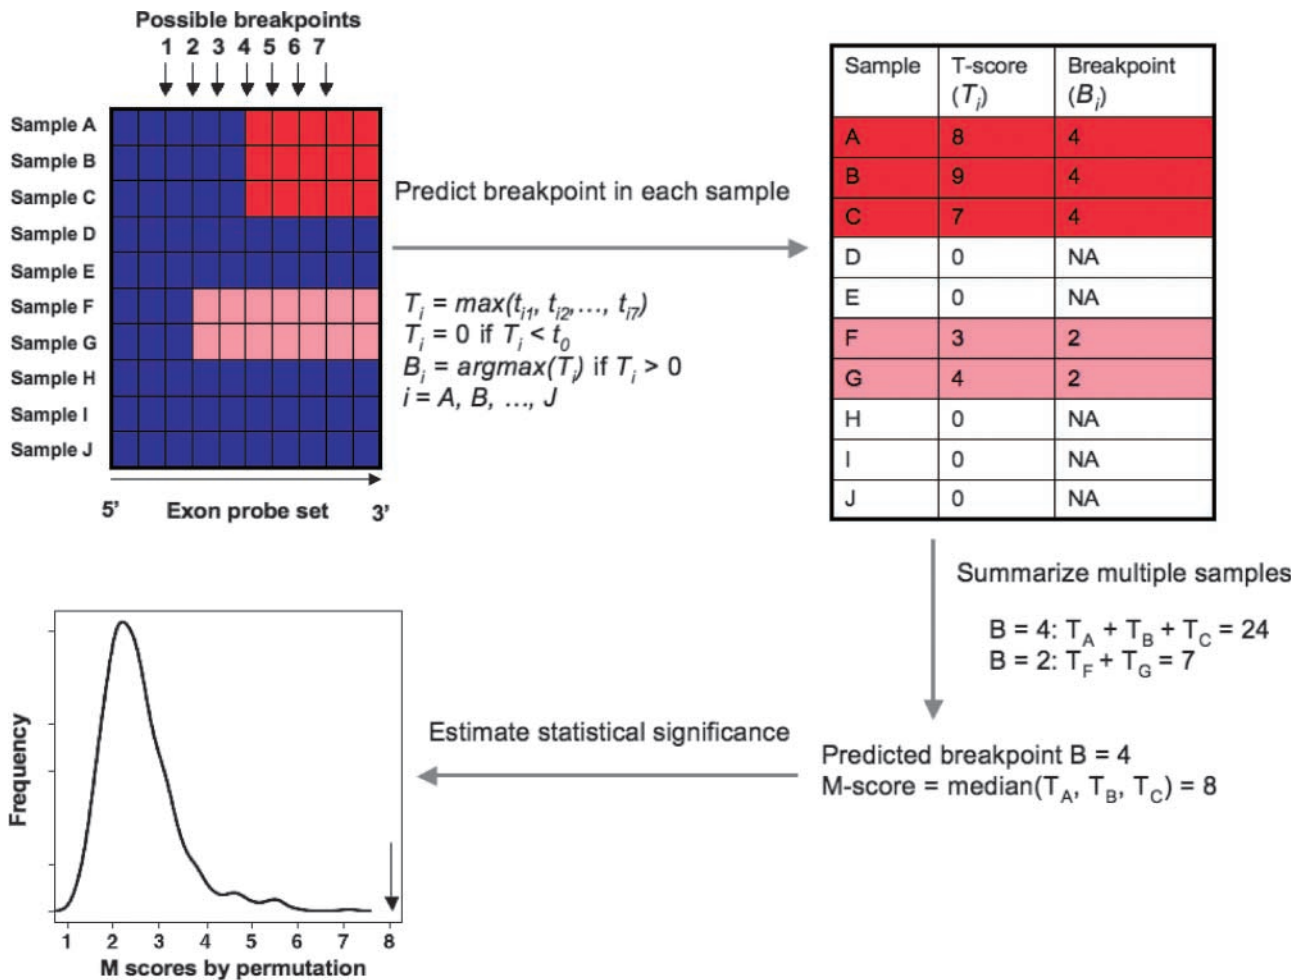 Possible breakpoints
1 2 3 4 5 6 7
Sample A
Sample B
Sample C
Sample D
Sample E
Sample F
Sample G
Sample H
Sample I
Sample J
5’ Exon probe set 3’
Predict breakpoint in each sample
T_i = max(t_i1, t_i2,..., t_i7)
T_i = 0 if T_i < t_0
B_i = argmax(T_i) if T_i > 0
i = A, B, ..., J
Sample T-score (T_i) Breakpoint (B_i)
A 8 4
B 9 4
C 7 4
D 0 NA
E 0 NA
F 3 2
G 4 2
H 0 NA
I 0 NA
J 0 NA
Summarize multiple samples
B = 4: T_A + T_B + T_C = 24
B = 2: T_F + T_G = 7
Predicted breakpoint B = 4
M-score = median(T_A, T_B, T_C) = 8
Estimate statistical significance
Frequency
1 2 3 4 5 6 7 8
M scores by permutation